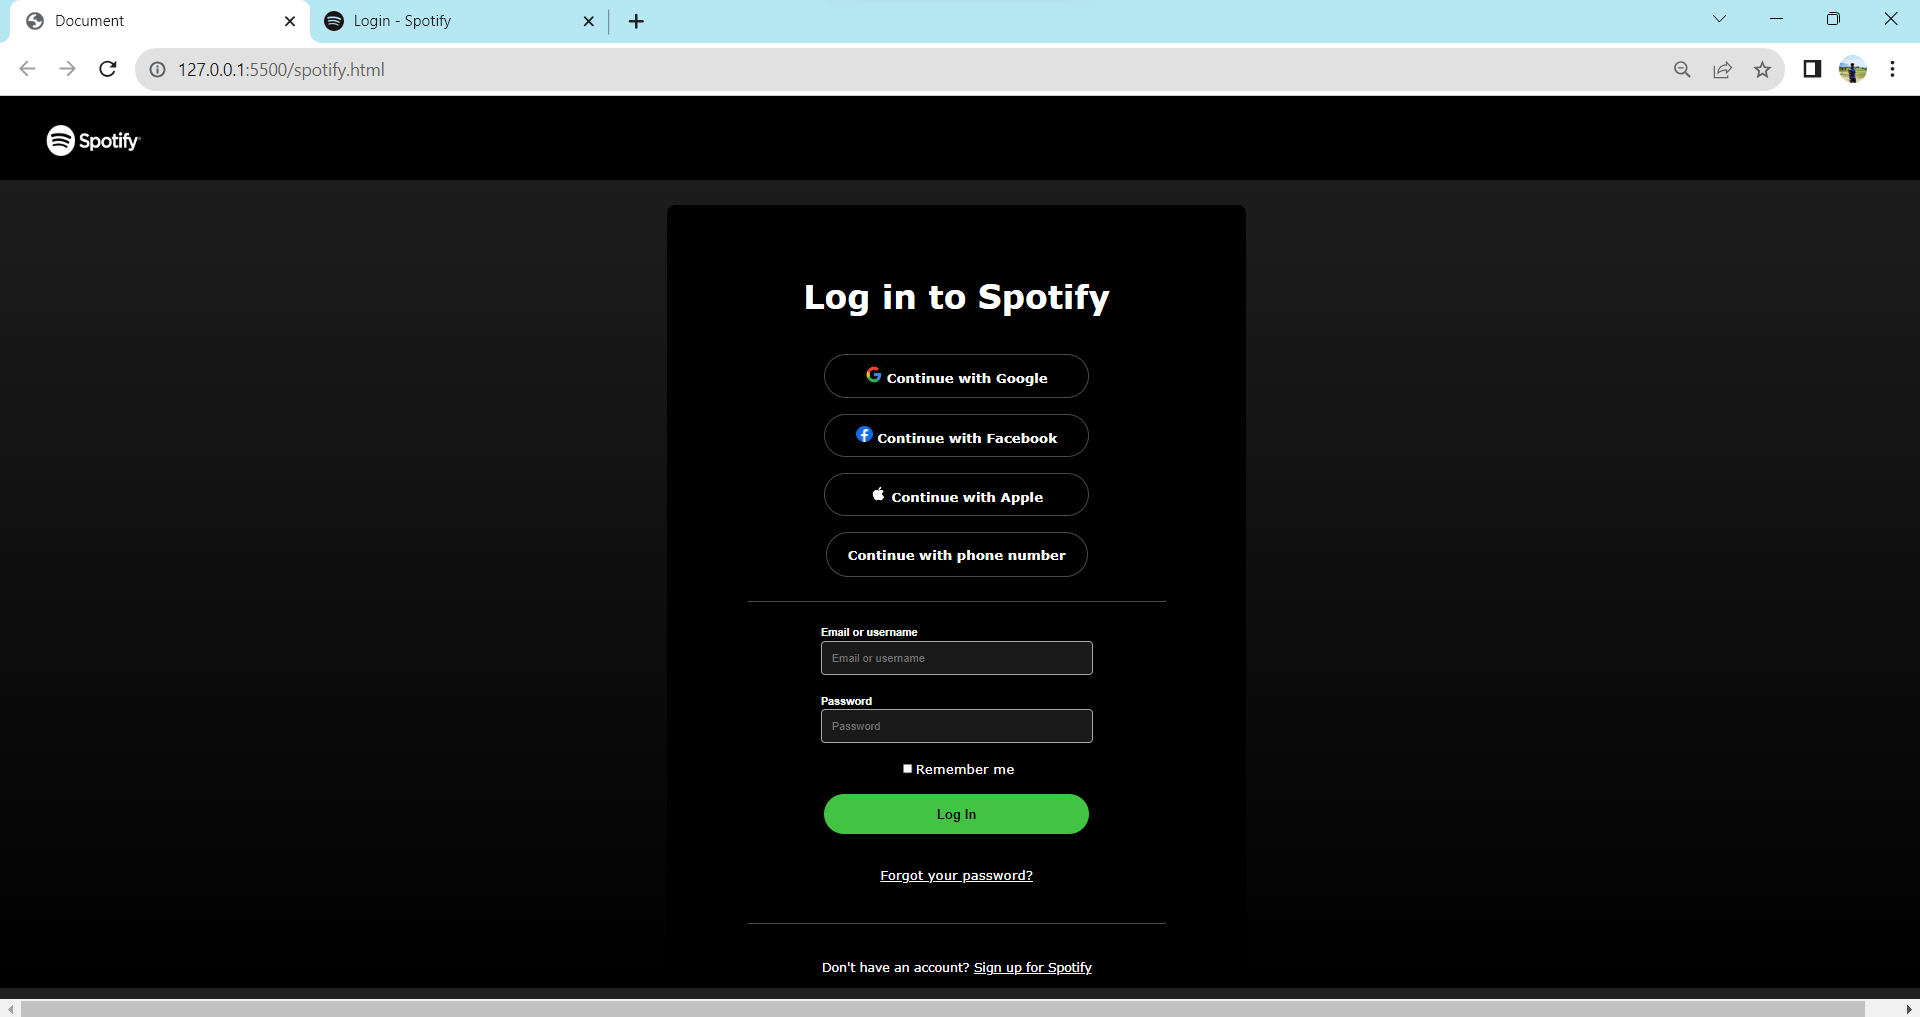 Document
Login - Spotify
127.0.0.1:5500/spotify.html
Spotify
Log in to Spotify
Continue with Google
Continue with Facebook
Continue with Apple
Continue with phone number
Email or username
Email or username
Password
Password
Remember me
Log In
Forgot your password?
Don't have an account? Sign up for Spotify